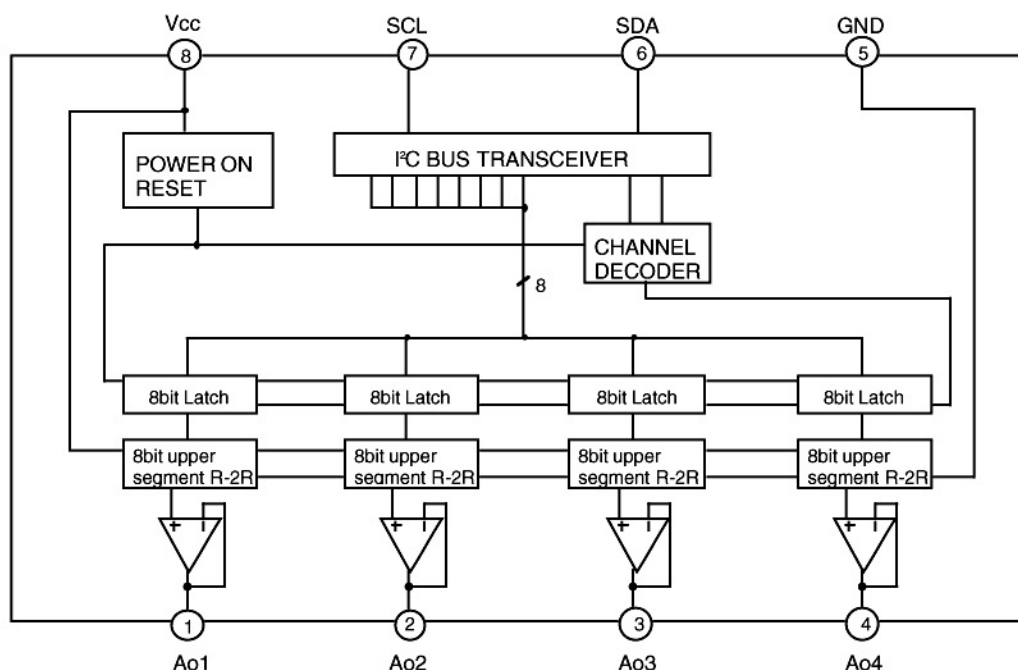 Vcc SCL SDA GND
8 7 6 5
POWER ON
RESET
I²C BUS TRANSCEIVER
CHANNEL
DECODER
8
8bit Latch 8bit Latch 8bit Latch 8bit Latch
8bit upper 8bit upper 8bit upper 8bit upper
segment R-2R segment R-2R segment R-2R segment R-2R
+ – + – + – + –
1 2 3 4
Ao1 Ao2 Ao3 Ao4